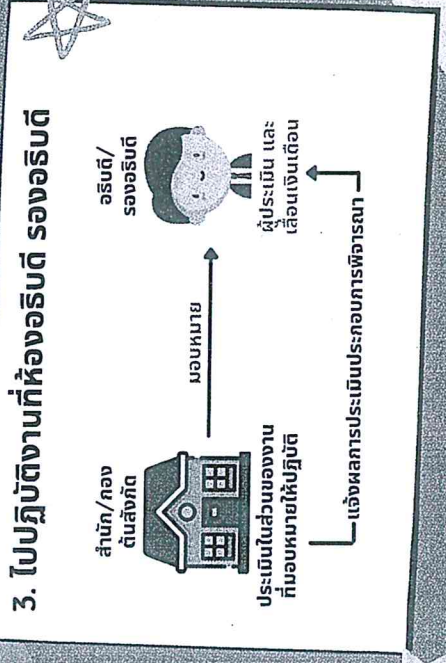 3. ไปปฏิบัติงานที่ห้องอธิบดี รองอธิบดี
สำนัก/กอง
ต้นสังกัด
มอบหมาย
อธิบดี/
รองอธิบดี
ประเมินในส่วนของงาน
ที่มอบหมายให้ปฏิบัติ
ผู้ประเมิน และ
เลื่อนเงินเดือน
แจ้งผลการประเมินประกอบการพิจารณา